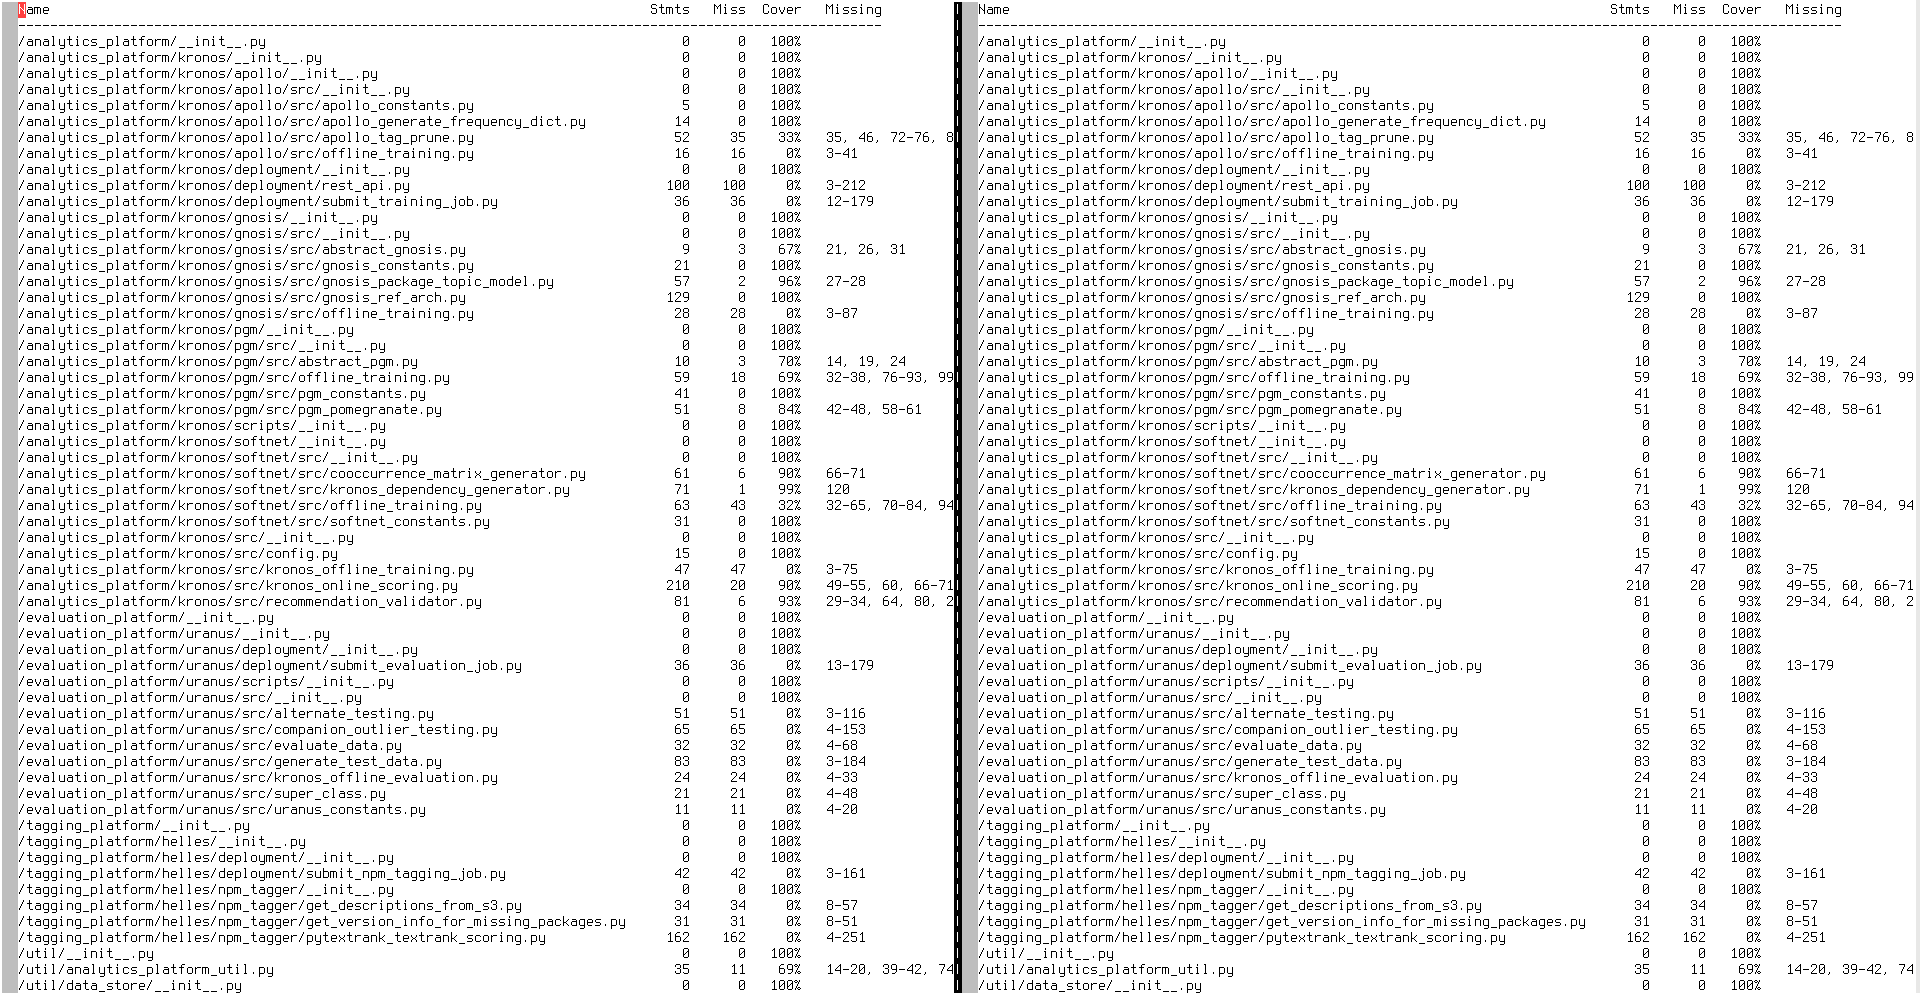 Name Stmts Miss Cover Missing
------------------------------------------------------------------------------------------------------------
/analytics_platform/__init__.py 0 0 100%
/analytics_platform/kronos/__init__.py 0 0 100%
/analytics_platform/kronos/apollo/__init__.py 0 0 100%
/analytics_platform/kronos/apollo/src/__init__.py 0 0 100%
/analytics_platform/kronos/apollo/src/apollo_constants.py 5 0 100%
/analytics_platform/kronos/apollo/src/apollo_generate_frequency_dict.py 14 0 100%
/analytics_platform/kronos/apollo/src/apollo_tag_prune.py 52 35 33% 35, 46, 72-76, 8
/analytics_platform/kronos/apollo/src/offline_training.py 16 16 0% 3-41
/analytics_platform/kronos/deployment/__init__.py 0 0 100%
/analytics_platform/kronos/deployment/rest_api.py 100 100 0% 3-212
/analytics_platform/kronos/deployment/submit_training_job.py 36 36 0% 12-179
/analytics_platform/kronos/gnosis/__init__.py 0 0 100%
/analytics_platform/kronos/gnosis/src/__init__.py 0 0 100%
/analytics_platform/kronos/gnosis/src/abstract_gnosis.py 9 3 67% 21, 26, 31
/analytics_platform/kronos/gnosis/src/gnosis_constants.py 21 0 100%
/analytics_platform/kronos/gnosis/src/gnosis_package_topic_model.py 57 2 96% 27-28
/analytics_platform/kronos/gnosis/src/gnosis_ref_arch.py 129 0 100%
/analytics_platform/kronos/gnosis/src/offline_training.py 28 28 0% 3-87
/analytics_platform/kronos/pgm/__init__.py 0 0 100%
/analytics_platform/kronos/pgm/src/__init__.py 0 0 100%
/analytics_platform/kronos/pgm/src/abstract_pgm.py 10 3 70% 14, 19, 24
/analytics_platform/kronos/pgm/src/offline_training.py 59 18 69% 32-38, 76-93, 99
/analytics_platform/kronos/pgm/src/pgm_constants.py 41 0 100%
/analytics_platform/kronos/pgm/src/pgm_pomegranate.py 51 8 84% 42-48, 58-61
/analytics_platform/kronos/scripts/__init__.py 0 0 100%
/analytics_platform/kronos/softnet/__init__.py 0 0 100%
/analytics_platform/kronos/softnet/src/__init__.py 0 0 100%
/analytics_platform/kronos/softnet/src/cooccurrence_matrix_generator.py 61 6 90% 66-71
/analytics_platform/kronos/softnet/src/kronos_dependency_generator.py 71 1 99% 120
/analytics_platform/kronos/softnet/src/offline_training.py 63 43 32% 32-65, 70-84, 94
/analytics_platform/kronos/softnet/src/softnet_constants.py 31 0 100%
/analytics_platform/kronos/src/__init__.py 0 0 100%
/analytics_platform/kronos/src/config.py 15 0 100%
/analytics_platform/kronos/src/kronos_offline_training.py 47 47 0% 3-75
/analytics_platform/kronos/src/kronos_online_scoring.py 210 20 90% 49-55, 60, 66-71
/analytics_platform/kronos/src/recommendation_validator.py 81 6 93% 29-34, 64, 80, 2
/evaluation_platform/__init__.py 0 0 100%
/evaluation_platform/uranus/__init__.py 0 0 100%
/evaluation_platform/uranus/deployment/__init__.py 0 0 100%
/evaluation_platform/uranus/deployment/submit_evaluation_job.py 36 36 0% 13-179
/evaluation_platform/uranus/scripts/__init__.py 0 0 100%
/evaluation_platform/uranus/src/__init__.py 0 0 100%
/evaluation_platform/uranus/src/alternate_testing.py 51 51 0% 3-116
/evaluation_platform/uranus/src/companion_outlier_testing.py 65 65 0% 4-153
/evaluation_platform/uranus/src/evaluate_data.py 32 32 0% 4-68
/evaluation_platform/uranus/src/generate_test_data.py 83 83 0% 3-184
/evaluation_platform/uranus/src/kronos_offline_evaluation.py 24 24 0% 4-33
/evaluation_platform/uranus/src/super_class.py 21 21 0% 4-48
/evaluation_platform/uranus/src/uranus_constants.py 11 11 0% 4-20
/tagging_platform/__init__.py 0 0 100%
/tagging_platform/helles/__init__.py 0 0 100%
/tagging_platform/helles/deployment/__init__.py 0 0 100%
/tagging_platform/helles/deployment/submit_npm_tagging_job.py 42 42 0% 3-161
/tagging_platform/helles/npm_tagger/__init__.py 0 0 100%
/tagging_platform/helles/npm_tagger/get_descriptions_from_s3.py 34 34 0% 8-57
/tagging_platform/helles/npm_tagger/get_version_info_for_missing_packages.py 31 31 0% 8-51
/tagging_platform/helles/npm_tagger/pytextrank_textrank_scoring.py 162 162 0% 4-251
/util/__init__.py 0 0 100%
/util/analytics_platform_util.py 35 11 69% 14-20, 39-42, 74
/util/data_store/__init__.py 0 0 100%
Name Stmts Miss Cover Missing
------------------------------------------------------------------------------------------------------------
/analytics_platform/__init__.py 0 0 100%
/analytics_platform/kronos/__init__.py 0 0 100%
/analytics_platform/kronos/apollo/__init__.py 0 0 100%
/analytics_platform/kronos/apollo/src/__init__.py 0 0 100%
/analytics_platform/kronos/apollo/src/apollo_constants.py 5 0 100%
/analytics_platform/kronos/apollo/src/apollo_generate_frequency_dict.py 14 0 100%
/analytics_platform/kronos/apollo/src/apollo_tag_prune.py 52 35 33% 35, 46, 72-76, 8
/analytics_platform/kronos/apollo/src/offline_training.py 16 16 0% 3-41
/analytics_platform/kronos/deployment/__init__.py 0 0 100%
/analytics_platform/kronos/deployment/rest_api.py 100 100 0% 3-212
/analytics_platform/kronos/deployment/submit_training_job.py 36 36 0% 12-179
/analytics_platform/kronos/gnosis/__init__.py 0 0 100%
/analytics_platform/kronos/gnosis/src/__init__.py 0 0 100%
/analytics_platform/kronos/gnosis/src/abstract_gnosis.py 9 3 67% 21, 26, 31
/analytics_platform/kronos/gnosis/src/gnosis_constants.py 21 0 100%
/analytics_platform/kronos/gnosis/src/gnosis_package_topic_model.py 57 2 96% 27-28
/analytics_platform/kronos/gnosis/src/gnosis_ref_arch.py 129 0 100%
/analytics_platform/kronos/gnosis/src/offline_training.py 28 28 0% 3-87
/analytics_platform/kronos/pgm/__init__.py 0 0 100%
/analytics_platform/kronos/pgm/src/__init__.py 0 0 100%
/analytics_platform/kronos/pgm/src/abstract_pgm.py 10 3 70% 14, 19, 24
/analytics_platform/kronos/pgm/src/offline_training.py 59 18 69% 32-38, 76-93, 99
/analytics_platform/kronos/pgm/src/pgm_constants.py 41 0 100%
/analytics_platform/kronos/pgm/src/pgm_pomegranate.py 51 8 84% 42-48, 58-61
/analytics_platform/kronos/scripts/__init__.py 0 0 100%
/analytics_platform/kronos/softnet/__init__.py 0 0 100%
/analytics_platform/kronos/softnet/src/__init__.py 0 0 100%
/analytics_platform/kronos/softnet/src/cooccurrence_matrix_generator.py 61 6 90% 66-71
/analytics_platform/kronos/softnet/src/kronos_dependency_generator.py 71 1 99% 120
/analytics_platform/kronos/softnet/src/offline_training.py 63 43 32% 32-65, 70-84, 94
/analytics_platform/kronos/softnet/src/softnet_constants.py 31 0 100%
/analytics_platform/kronos/src/__init__.py 0 0 100%
/analytics_platform/kronos/src/config.py 15 0 100%
/analytics_platform/kronos/src/kronos_offline_training.py 47 47 0% 3-75
/analytics_platform/kronos/src/kronos_online_scoring.py 210 20 90% 49-55, 60, 66-71
/analytics_platform/kronos/src/recommendation_validator.py 81 6 93% 29-34, 64, 80, 2
/evaluation_platform/__init__.py 0 0 100%
/evaluation_platform/uranus/__init__.py 0 0 100%
/evaluation_platform/uranus/deployment/__init__.py 0 0 100%
/evaluation_platform/uranus/deployment/submit_evaluation_job.py 36 36 0% 13-179
/evaluation_platform/uranus/scripts/__init__.py 0 0 100%
/evaluation_platform/uranus/src/__init__.py 0 0 100%
/evaluation_platform/uranus/src/alternate_testing.py 51 51 0% 3-116
/evaluation_platform/uranus/src/companion_outlier_testing.py 65 65 0% 4-153
/evaluation_platform/uranus/src/evaluate_data.py 32 32 0% 4-68
/evaluation_platform/uranus/src/generate_test_data.py 83 83 0% 3-184
/evaluation_platform/uranus/src/kronos_offline_evaluation.py 24 24 0% 4-33
/evaluation_platform/uranus/src/super_class.py 21 21 0% 4-48
/evaluation_platform/uranus/src/uranus_constants.py 11 11 0% 4-20
/tagging_platform/__init__.py 0 0 100%
/tagging_platform/helles/__init__.py 0 0 100%
/tagging_platform/helles/deployment/__init__.py 0 0 100%
/tagging_platform/helles/deployment/submit_npm_tagging_job.py 42 42 0% 3-161
/tagging_platform/helles/npm_tagger/__init__.py 0 0 100%
/tagging_platform/helles/npm_tagger/get_descriptions_from_s3.py 34 34 0% 8-57
/tagging_platform/helles/npm_tagger/get_version_info_for_missing_packages.py 31 31 0% 8-51
/tagging_platform/helles/npm_tagger/pytextrank_textrank_scoring.py 162 162 0% 4-251
/util/__init__.py 0 0 100%
/util/analytics_platform_util.py 35 11 69% 14-20, 39-42, 74
/util/data_store/__init__.py 0 0 100%